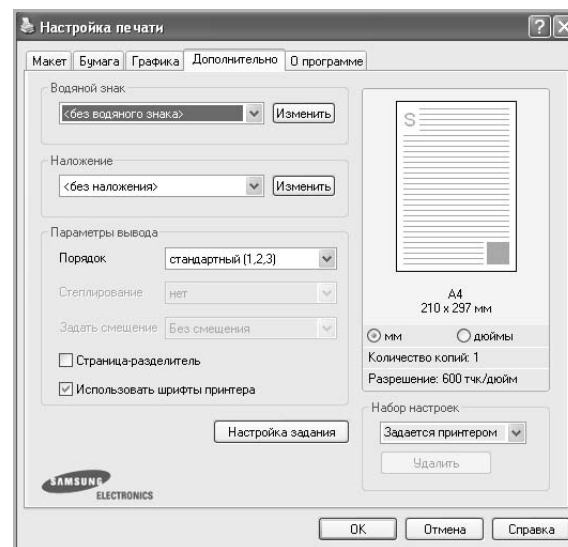 Настройка печати
Макет Бумага Графика Дополнительно О программе
Водяной знак
<без водяного знака> Изменить
Наложение
<без наложения> Изменить
Параметры вывода
Порядок стандартный (1,2,3)
Степлирование нет
Задать смещение Без смещения
Страница-разделитель
Использовать шрифты принтера
Настройка задания
SAMSUNG
ELECTRONICS
S
A4
210 x 297 мм
мм дюймы
Количество копий: 1
Разрешение: 600 тчк/дюйм
Набор настроек
Задается принтером
Удалить
OK Отмена Справка